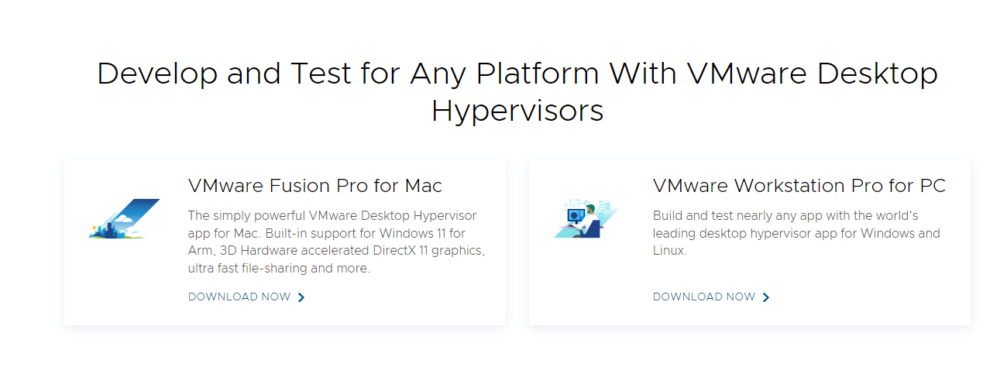 Develop and Test for Any Platform With VMware Desktop
Hypervisors
VMware Fusion Pro for Mac
The simply powerful VMware Desktop Hypervisor
app for Mac. Built-in support for Windows 11 for
Arm, 3D Hardware accelerated DirectX 11 graphics,
ultra fast file-sharing and more.
DOWNLOAD NOW
VMware Workstation Pro for PC
Build and test nearly any app with the world's
leading desktop hypervisor app for Windows and
Linux.
DOWNLOAD NOW